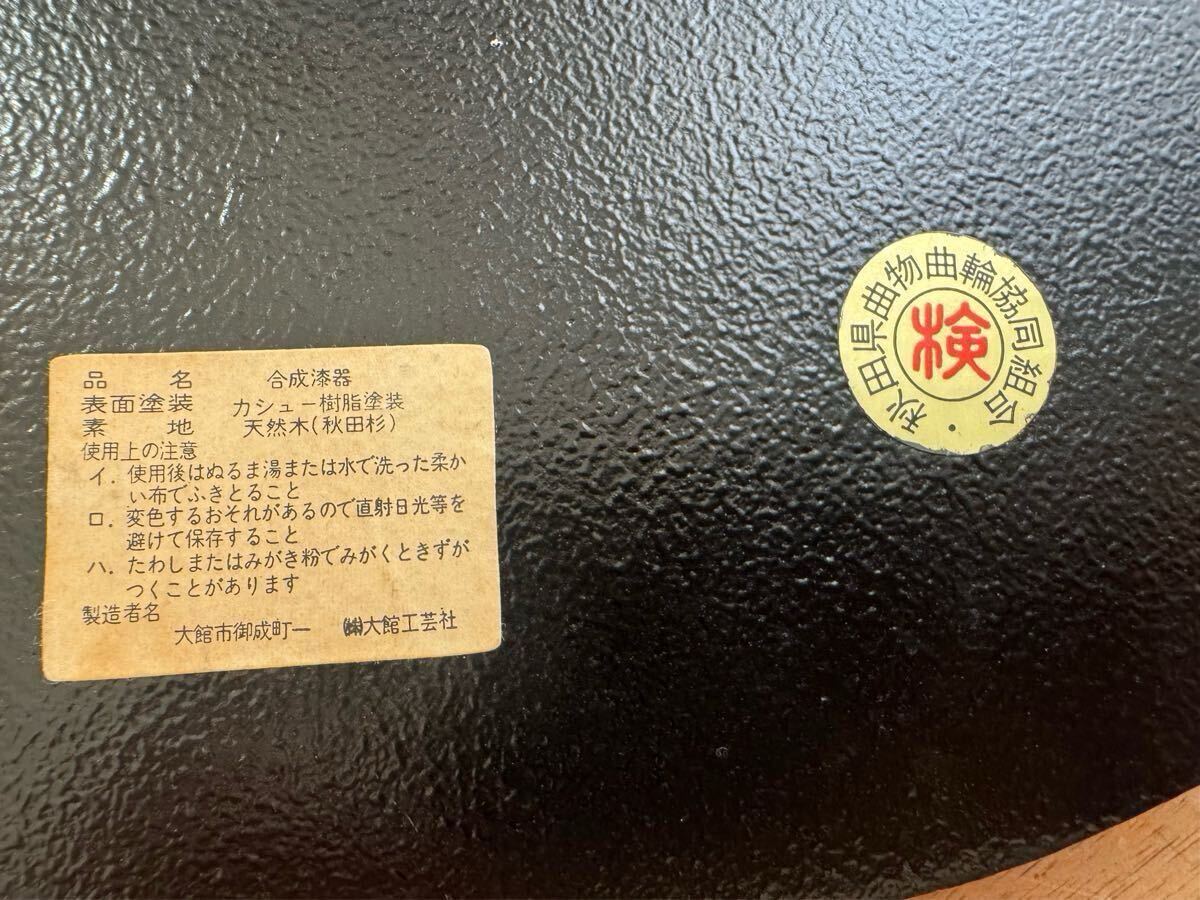 品 名 合成漆器
表面塗装 カシュー樹脂塗装
素 地 天然木(秋田杉)
使用上の注意
イ. 使用後はぬるま湯または水で洗った柔か
い布でふきとること
ロ. 変色するおそれがあるので直射日光等を
避けて保存すること
ハ. たわしまたはみがき粉でみがくときずが
つくことがあります
製造者名
大館市御成町一 ㈱大館工芸社
秋田県曲物曲輪協同組合
検